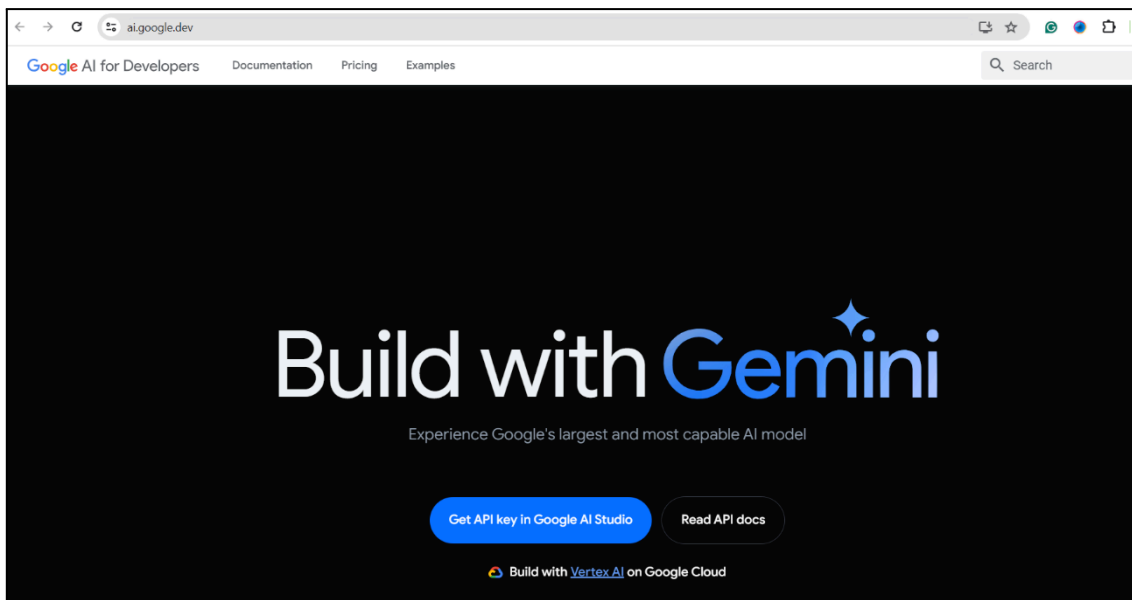 ai.google.dev
Google AI for Developers Documentation Pricing Examples Search
Build with Gemini
Experience Google's largest and most capable AI model
Get API key in Google AI Studio Read API docs
Build with Vertex AI on Google Cloud